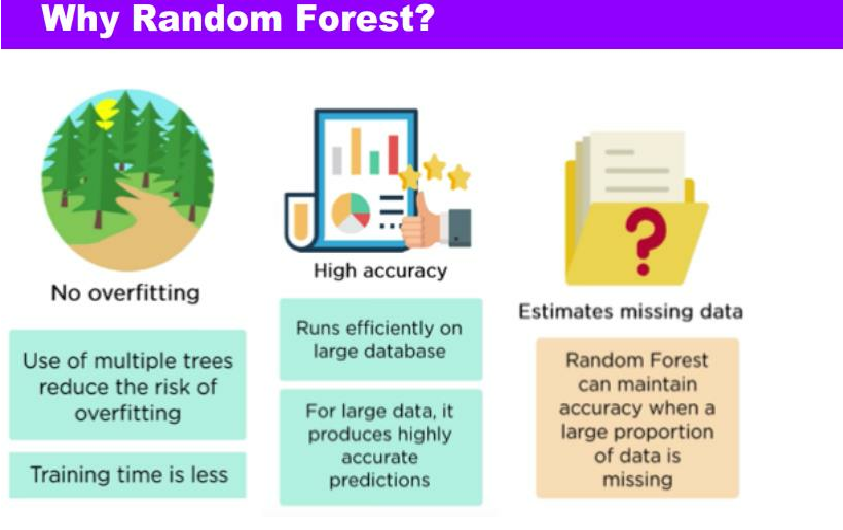 Why Random Forest?
No overfitting
Use of multiple trees
reduce the risk of
overfitting
Training time is less
High accuracy
Runs efficiently on
large database
For large data, it
produces highly
accurate
predictions
?
Estimates missing data
Random Forest
can maintain
accuracy when a
large proportion
of data is
missing